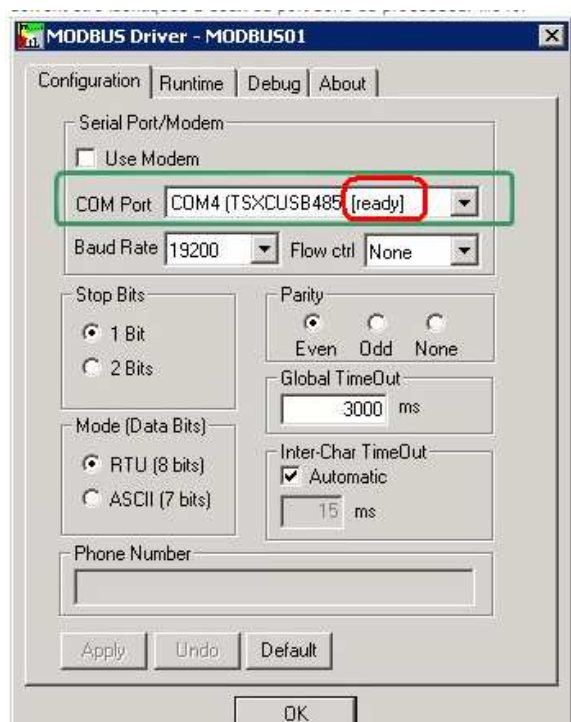 MODBUS Driver - MODBUS01
Configuration Runtime Debug About
Serial Port/Modem
Use Modem
COM Port COM4 (TSXCUSB485 [ready]
Baud Rate 19200 Flow ctrl None
Stop Bits
1 Bit
2 Bits
Parity
Even Odd None
Global TimeOut
3000 ms
Mode (Data Bits)
RTU (8 bits)
ASCII (7 bits)
Inter-Char TimeOut
Automatic
15 ms
Phone Number
Apply Undo Default
OK